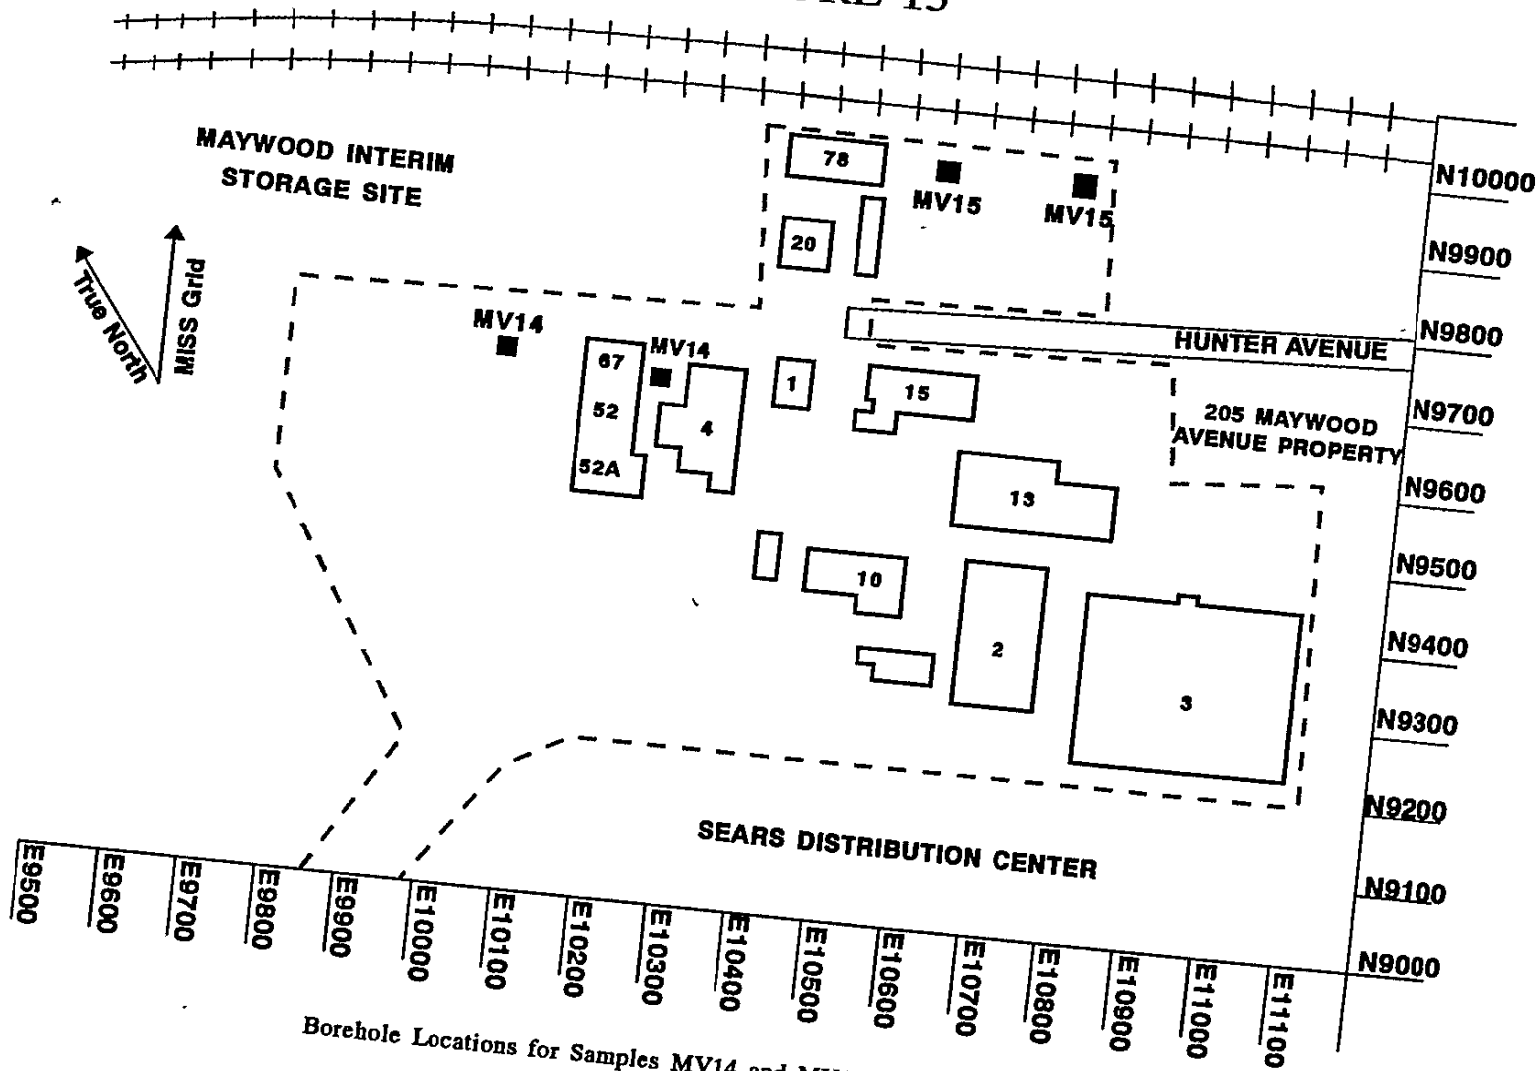 MAYWOOD INTERIM
STORAGE SITE
True North
MISS Grid
78
MV15
MV15
20
N10000
N9900
N9800
HUNTER AVENUE
MV14
67
MV14
52
4
52A
1
15
205 MAYWOOD
AVENUE PROPERTY
N9700
13
N9600
10
N9500
2
N9400
3
N9300
N9200
SEARS DISTRIBUTION CENTER
N9100
N9000
E9500
E9600
E9700
E9800
E9900
E10000
E10100
E10200
E10300
E10400
E10500
E10600
E10700
E10800
E10900
E11000
E11100
Borehole Locations for Samples MV14 and